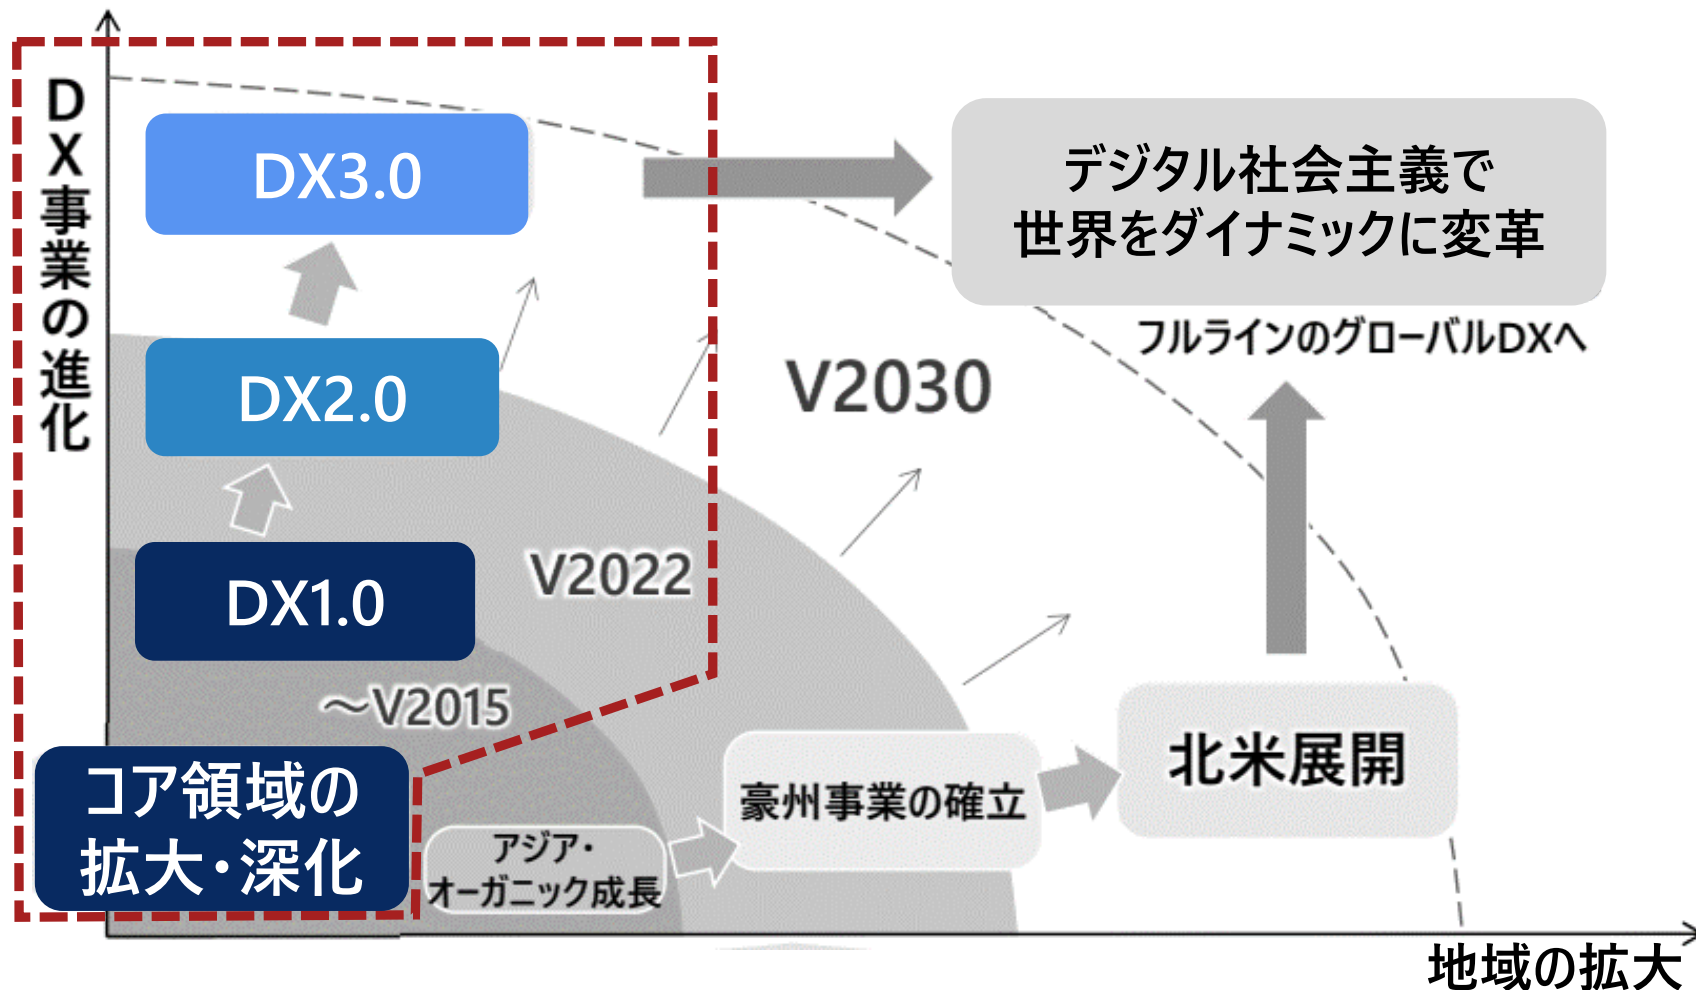 DX事業の進化
DX3.0
デジタル社会主義で
世界をダイナミックに変革
フルラインのグローバルDXへ
DX2.0
V2030
DX1.0
V2022
～V2015
コア領域の
拡大・深化
アジア・
オーガニック成長
豪州事業の確立
北米展開
地域の拡大